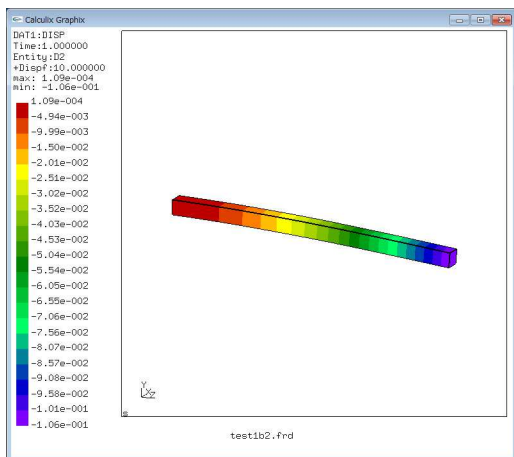 Calculix Graphix
DAT1:DISP
Time:1.000000
Entity:D2
*Dispf:10.000000
max: 1.09e-004
min: -1.06e-001
1.09e-004
-4.94e-003
-9.99e-003
-1.50e-002
-2.01e-002
-2.51e-002
-3.02e-002
-3.52e-002
-4.03e-002
-4.53e-002
-5.04e-002
-5.54e-002
-6.05e-002
-6.55e-002
-7.06e-002
-7.56e-002
-8.07e-002
-8.57e-002
-9.08e-002
-9.58e-002
-1.01e-001
-1.06e-001
Y
X
Z
s
test1b2.frd